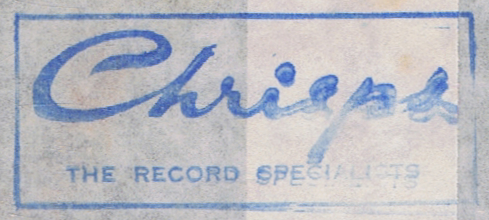 Chrisps
THE RECORD SPECIALISTS